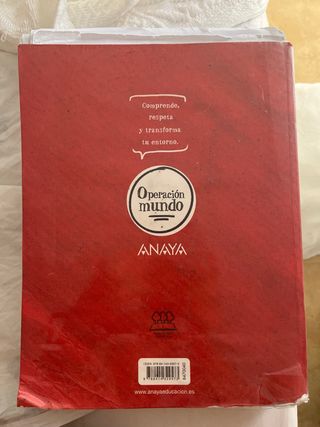 Comprende,
respeta
y transforma
tu entorno.
Operación
mundo
ANAYA
www.anayaeducacion.es